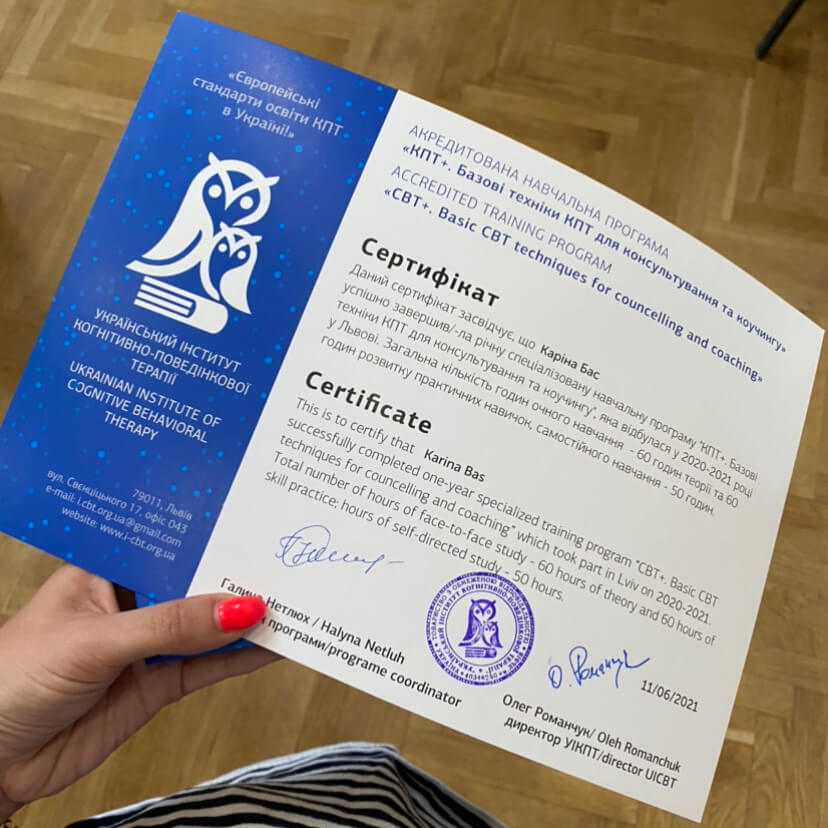 «Європейські
стандарти освіти КПТ
в Україні!»
УКРАЇНСЬКИЙ ІНСТИТУТ
КОГНІТИВНО-ПОВЕДІНКОВОЇ
ТЕРАПІЇ
UKRAINIAN INSTITUTE OF
COGNITIVE BEHAVIORAL
THERAPY
79011, Львів
вул. Свєнціцького 17, офіс 043
e-mail: i.cbt.org.ua@gmail.com
website: www.i-cbt.org.ua
АКРЕДИТОВАНА НАВЧАЛЬНА ПРОГРАМА
«КПТ+. Базові техніки КПТ для консультування та коучингу»
ACCREDITED TRAINING PROGRAM
«CBT+. Basic CBT techniques for councelling and coaching»
Сертифікат
Даний сертифікат засвідчує, що Каріна Бас
успішно завершив/-ла річну спеціалізовану навчальну програму "КПТ+. Базові
техніки КПТ для консультування та коучингу", яка відбулася у 2020-2021 році
у Львові. Загальна кількість годин очного навчання - 60 годин теорії та 60
годин розвитку практичних навичок, самостійного навчання - 50 годин.
Certificate
This is to certify that Karina Bas
successfully completed one-year specialized training program "CBT+. Basic CBT
techniques for councelling and coaching" which took part in Lviv on 2020-2021.
Total number of hours of face-to-face study - 60 hours of theory and 60 hours of
skill practice; hours of self-directed study - 50 hours.
Галина Нетлюх / Halyna Netluh
програми/programe coordinator
О. Романчук
11/06/2021
Олег Романчук/ Oleh Romanchuk
директор УІКПТ/director UICBT